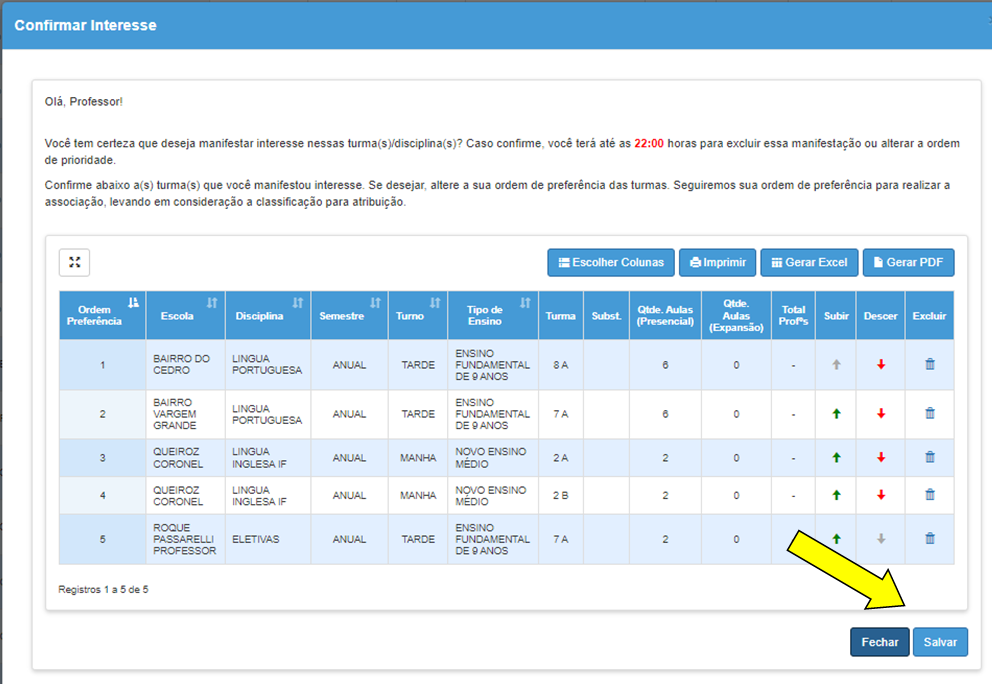 Confirmar Interesse
Olá, Professor!
Você tem certeza que deseja manifestar interesse nessas turma(s)/disciplina(s)? Caso confirme, você terá até as 22:00 horas para excluir essa manifestação ou alterar a ordem
de prioridade.
Confirme abaixo a(s) turma(s) que você manifestou interesse. Se desejar, altere a sua ordem de preferência das turmas. Seguiremos sua ordem de preferência para realizar a
associação, levando em consideração a classificação para atribuição.
Escolher Colunas Imprimir Gerar Excel Gerar PDF
Ordem Preferência Escola Disciplina Semestre Turno Tipo de Ensino Turma Subst. Qtde. Aulas (Presencial) Qtde. Aulas (Expansão) Total Profºs Subir Descer Excluir
1 BAIRRO DO CEDRO LINGUA PORTUGUESA ANUAL TARDE ENSINO FUNDAMENTAL DE 9 ANOS 8 A 6 0 -
2 BAIRRO VARGEM GRANDE LINGUA PORTUGUESA ANUAL TARDE ENSINO FUNDAMENTAL DE 9 ANOS 7 A 6 0 -
3 QUEIROZ CORONEL LINGUA INGLESA IF ANUAL MANHA NOVO ENSINO MÉDIO 2 A 2 0 -
4 QUEIROZ CORONEL LINGUA INGLESA IF ANUAL MANHA NOVO ENSINO MÉDIO 2 B 2 0 -
5 ROQUE PASSARELLI PROFESSOR ELETIVAS ANUAL TARDE ENSINO FUNDAMENTAL DE 9 ANOS 7 A 2 0
Registros 1 a 5 de 5
Fechar Salvar